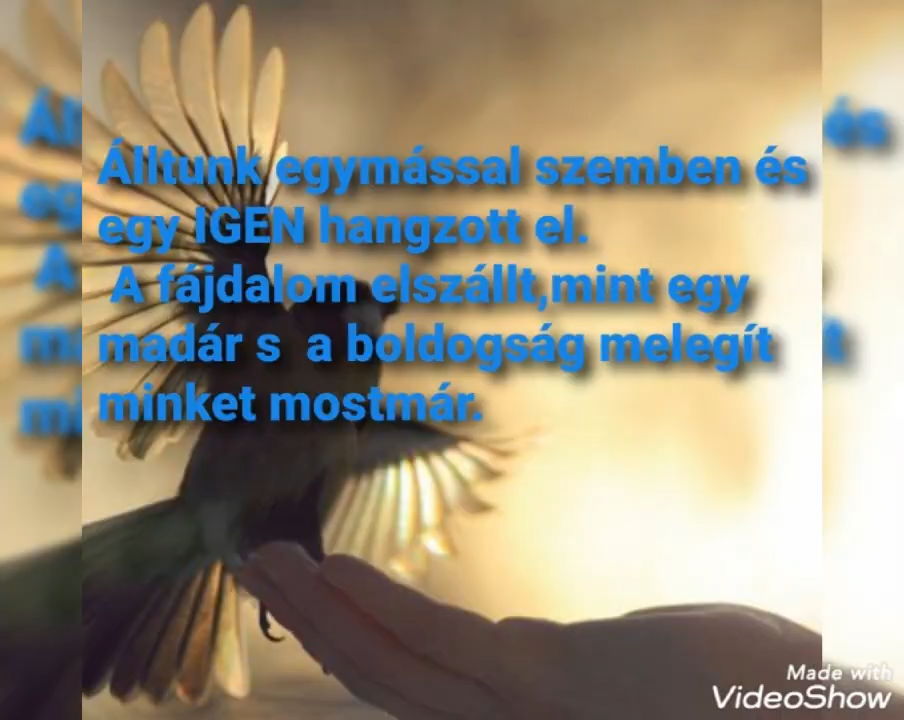 Álltunk egymással szemben és
egy IGEN hangzott el.
A fájdalom elszállt,mint egy
madár s a boldogság melegít
minket mostmár.
Made with
VideoShow